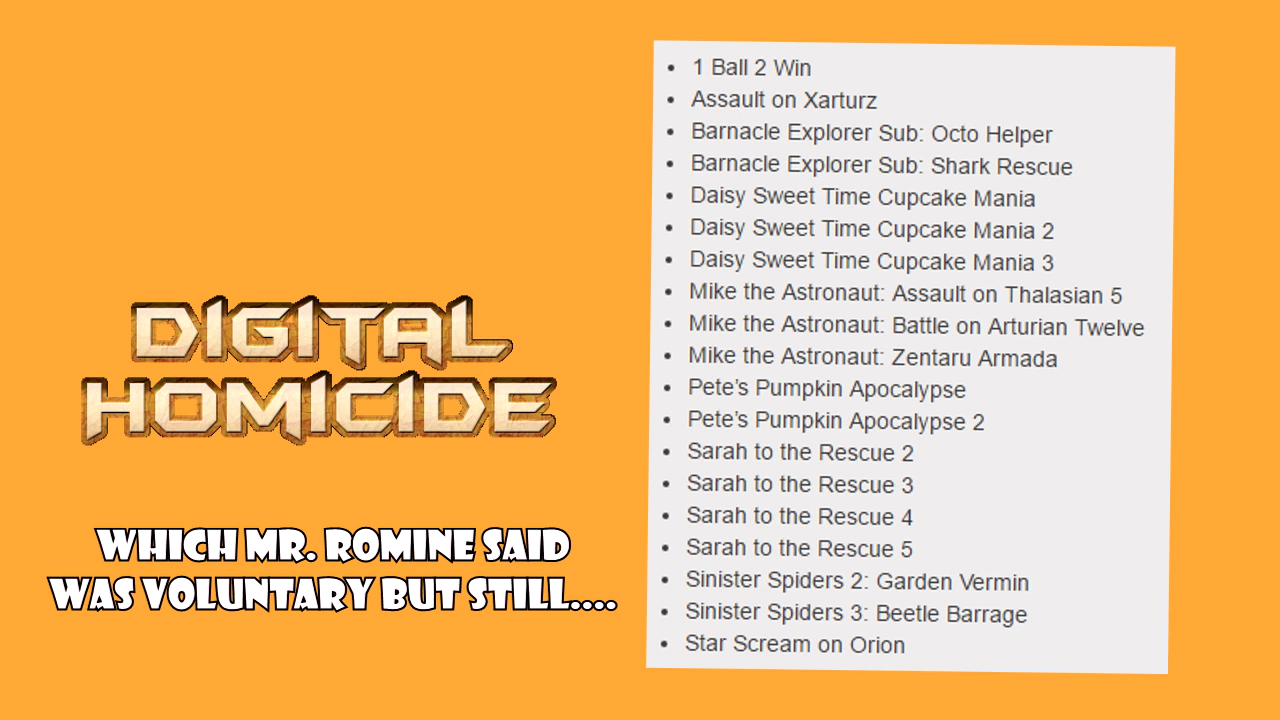 DIGITAL
HOMICIDE
WHICH MR. ROMINE SAID
WAS VOLUNTARY BUT STILL....
• 1 Ball 2 Win
• Assault on Xarturz
• Barnacle Explorer Sub: Octo Helper
• Barnacle Explorer Sub: Shark Rescue
• Daisy Sweet Time Cupcake Mania
• Daisy Sweet Time Cupcake Mania 2
• Daisy Sweet Time Cupcake Mania 3
• Mike the Astronaut: Assault on Thalasian 5
• Mike the Astronaut: Battle on Arturian Twelve
• Mike the Astronaut: Zentaru Armada
• Pete’s Pumpkin Apocalypse
• Pete’s Pumpkin Apocalypse 2
• Sarah to the Rescue 2
• Sarah to the Rescue 3
• Sarah to the Rescue 4
• Sarah to the Rescue 5
• Sinister Spiders 2: Garden Vermin
• Sinister Spiders 3: Beetle Barrage
• Star Scream on Orion